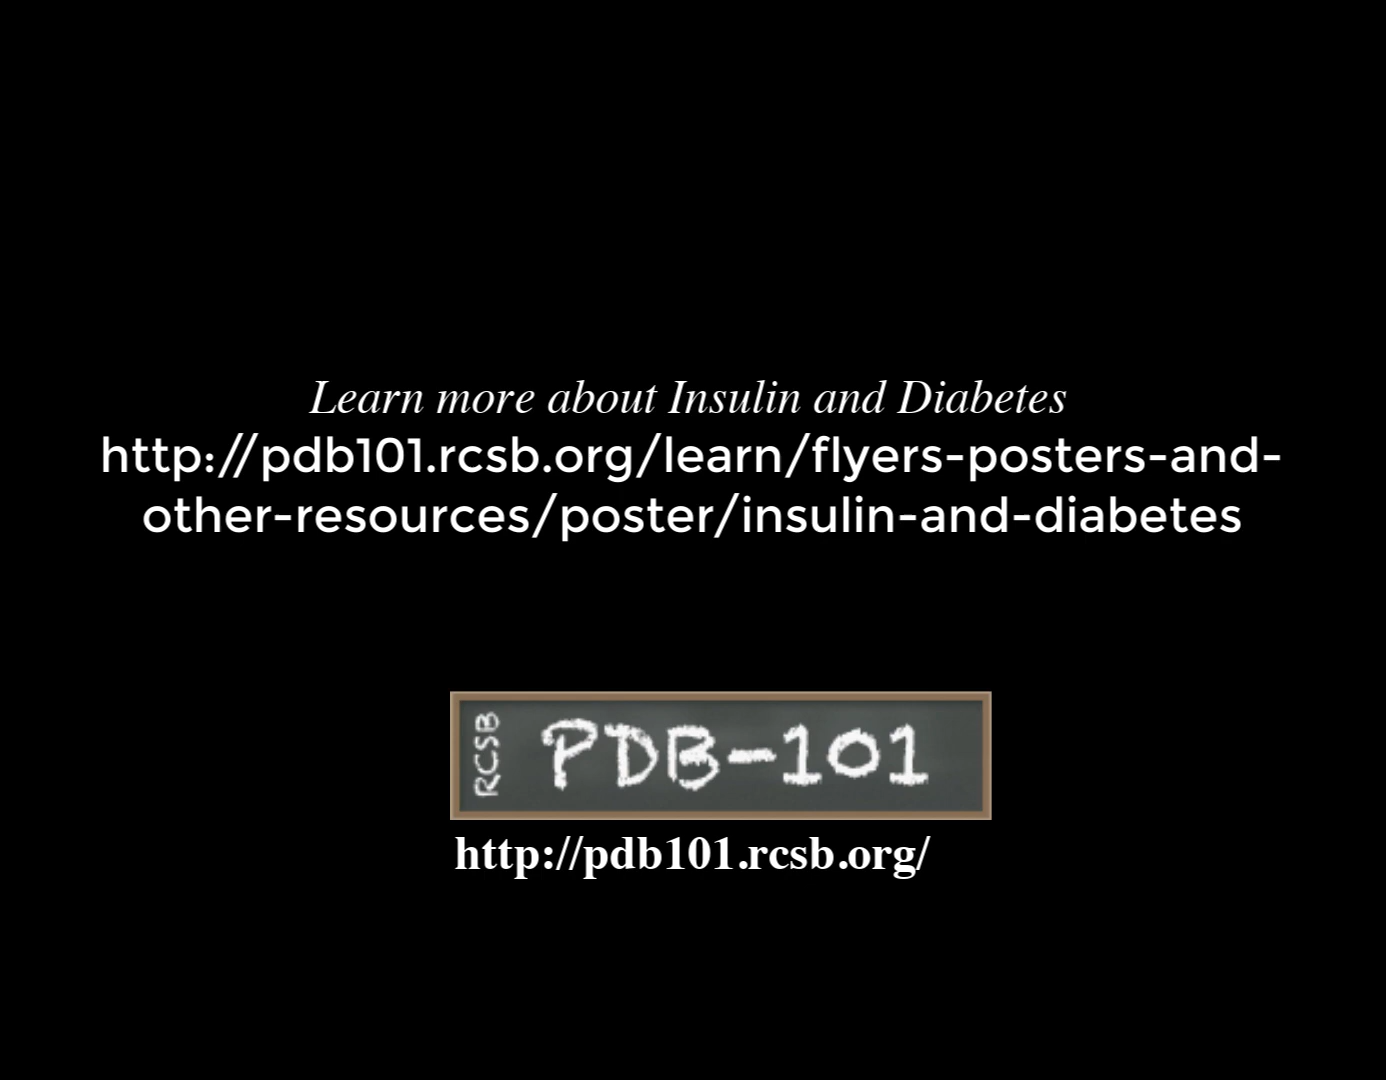 Learn more about Insulin and Diabetes
http://pdb101.rcsb.org/learn/flyers-posters-and-
other-resources/poster/insulin-and-diabetes
RCSB PDB-101
http://pdb101.rcsb.org/